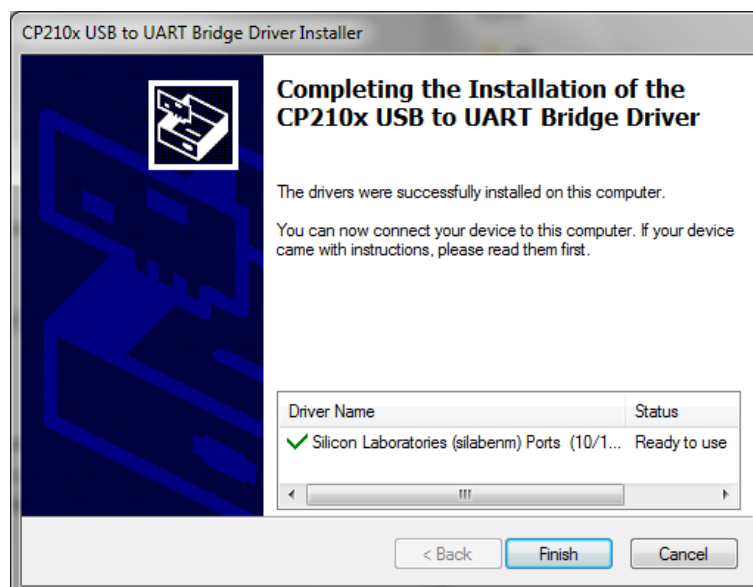 CP210x USB to UART Bridge Driver Installer
Completing the Installation of the
CP210x USB to UART Bridge Driver
The drivers were successfully installed on this computer.
You can now connect your device to this computer. If your device
came with instructions, please read them first.
Driver Name Status
Silicon Laboratories (silabenm) Ports (10/1... Ready to use
< Back Finish Cancel